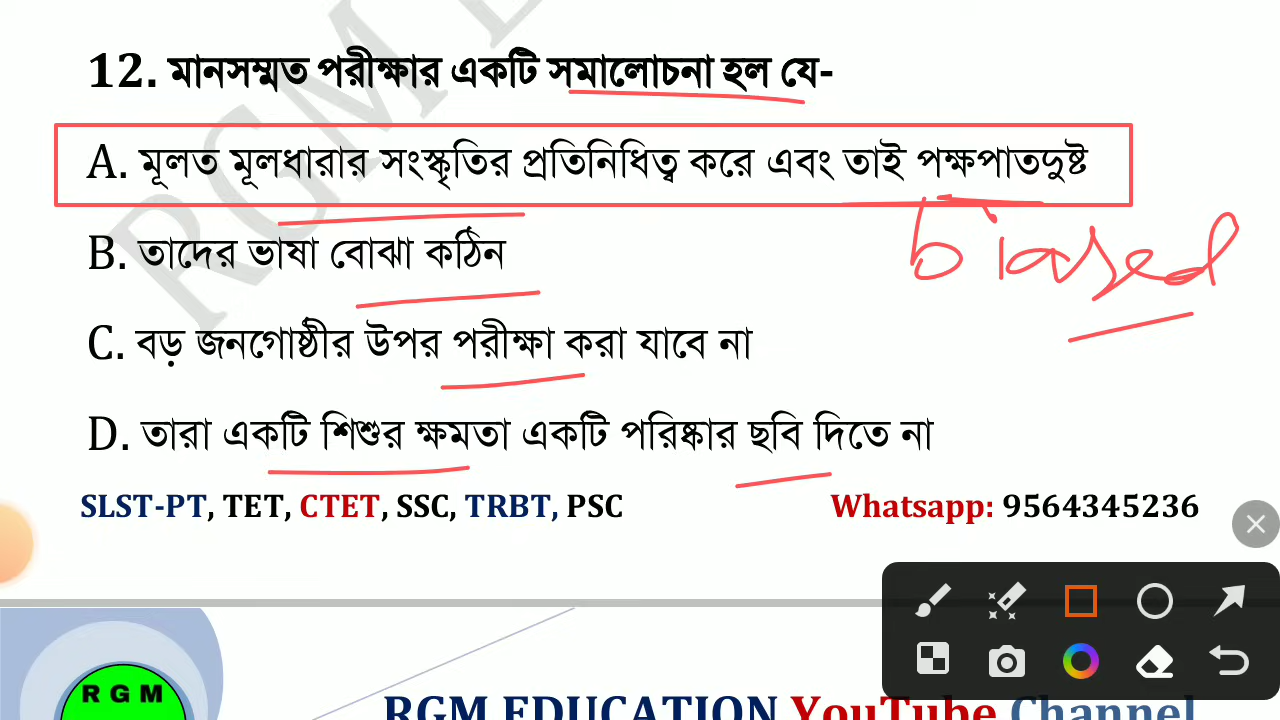 12. মানসম্মত পরীক্ষার একটি সমালোচনা হল যে-
A. মূলত মূলধারার সংস্কৃতির প্রতিনিধিত্ব করে এবং তাই পক্ষপাতদুষ্ট
biased
B. তাদের ভাষা বোঝা কঠিন
C. বড় জনগোষ্ঠীর উপর পরীক্ষা করা যাবে না
D. তারা একটি শিশুর ক্ষমতা একটি পরিষ্কার ছবি দিতে না
SLST-PT, TET, CTET, SSC, TRBT, PSC Whatsapp: 9564345236
RGM
RGM EDUCATION YouTube Channel